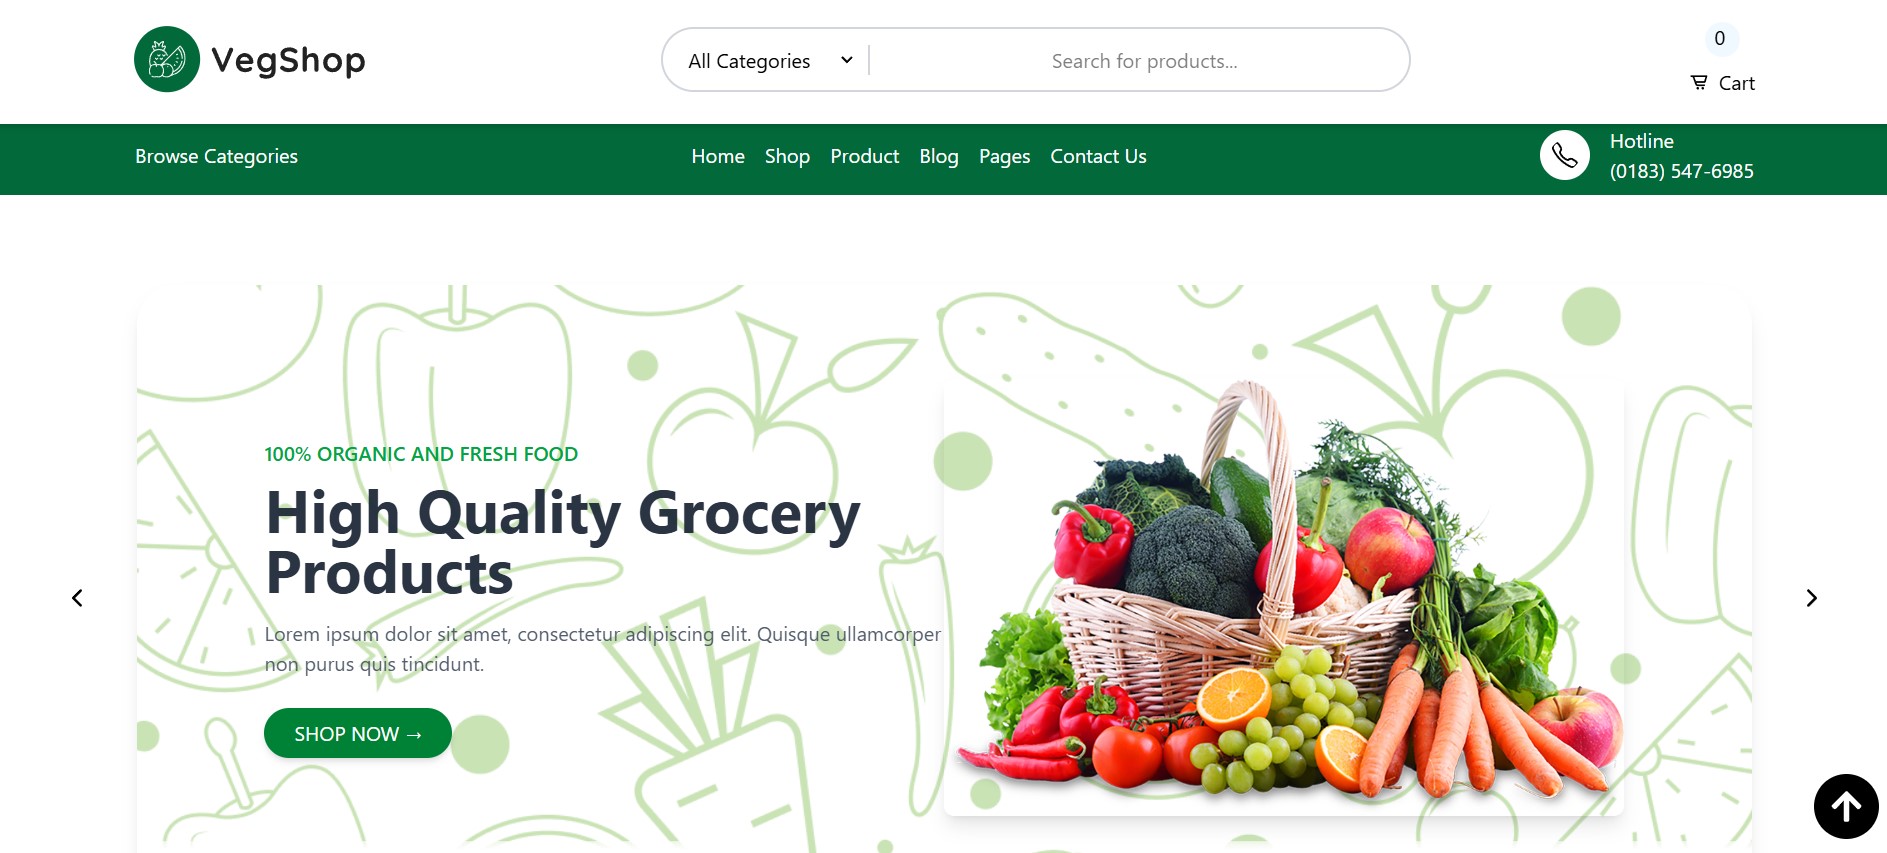 VegShop
All Categories
Search for products...
0
Cart
Browse Categories
Home Shop Product Blog Pages Contact Us
Hotline
(0183) 547-6985
100% ORGANIC AND FRESH FOOD
High Quality Grocery
Products
Lorem ipsum dolor sit amet, consectetur adipiscing elit. Quisque ullamcorper
non purus quis tincidunt.
SHOP NOW →